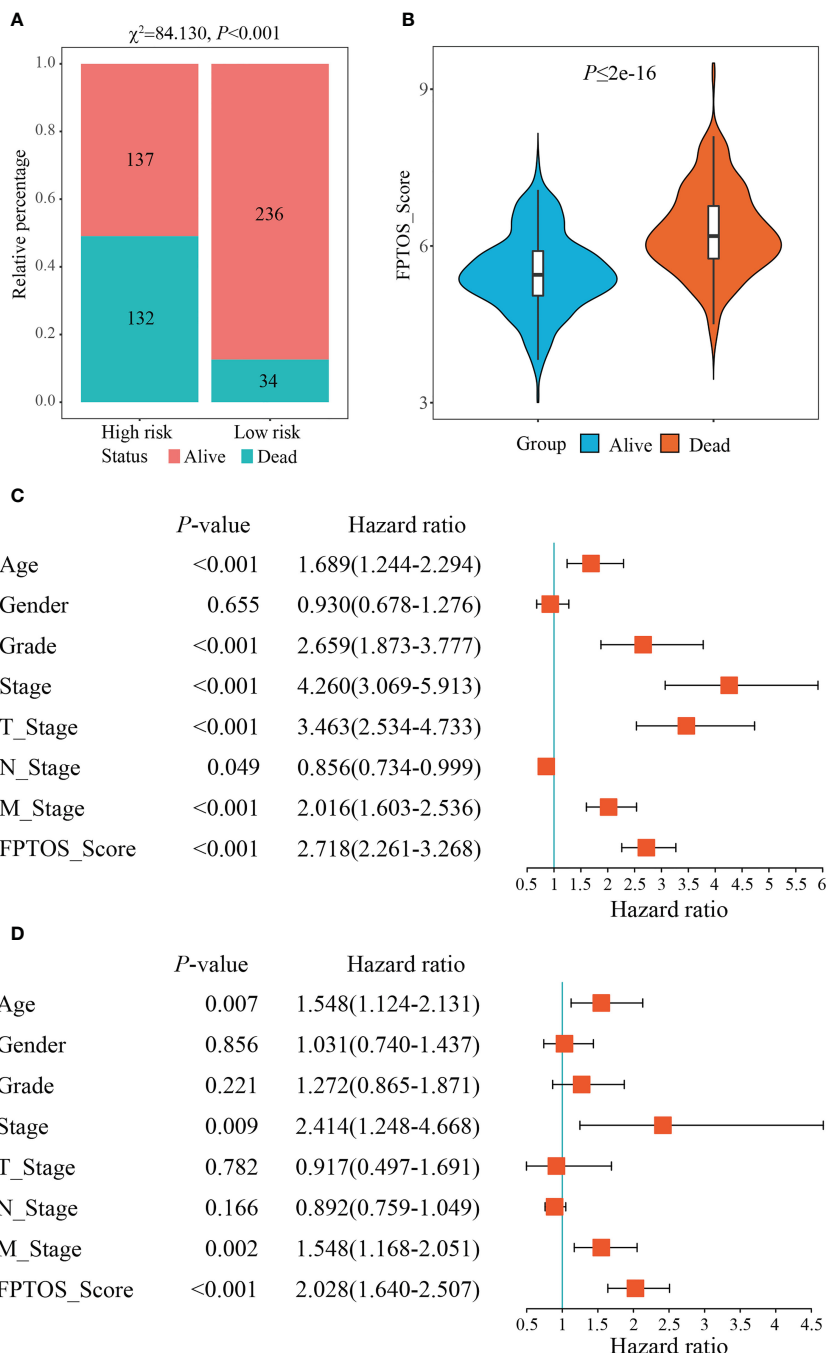 A
χ²=84.130, P<0.001
Relative percentage
1.0
0.8
0.6
0.4
0.2
0.0
137
132
236
34
High risk Low risk
Status Alive Dead
B
P≤2e-16
FPTOS_Score
9
6
3
Group Alive Dead
C
P-value Hazard ratio
Age <0.001 1.689(1.244-2.294)
Gender 0.655 0.930(0.678-1.276)
Grade <0.001 2.659(1.873-3.777)
Stage <0.001 4.260(3.069-5.913)
T_Stage <0.001 3.463(2.534-4.733)
N_Stage 0.049 0.856(0.734-0.999)
M_Stage <0.001 2.016(1.603-2.536)
FPTOS_Score <0.001 2.718(2.261-3.268)
0.5 1 1.5 2 2.5 3 3.5 4 4.5 5 5.5 6
Hazard ratio
D
P-value Hazard ratio
Age 0.007 1.548(1.124-2.131)
Gender 0.856 1.031(0.740-1.437)
Grade 0.221 1.272(0.865-1.871)
Stage 0.009 2.414(1.248-4.668)
T_Stage 0.782 0.917(0.497-1.691)
N_Stage 0.166 0.892(0.759-1.049)
M_Stage 0.002 1.548(1.168-2.051)
FPTOS_Score <0.001 2.028(1.640-2.507)
0.5 1 1.5 2 2.5 3 3.5 4 4.5
Hazard ratio